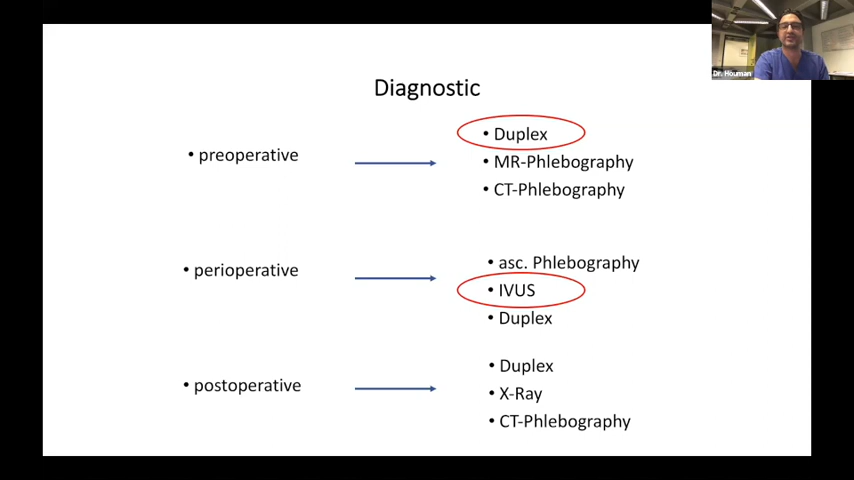 Dr. Houman
Diagnostic
• preoperative
• Duplex
• MR-Phlebography
• CT-Phlebography
• perioperative
• asc. Phlebography
• IVUS
• Duplex
• postoperative
• Duplex
• X-Ray
• CT-Phlebography